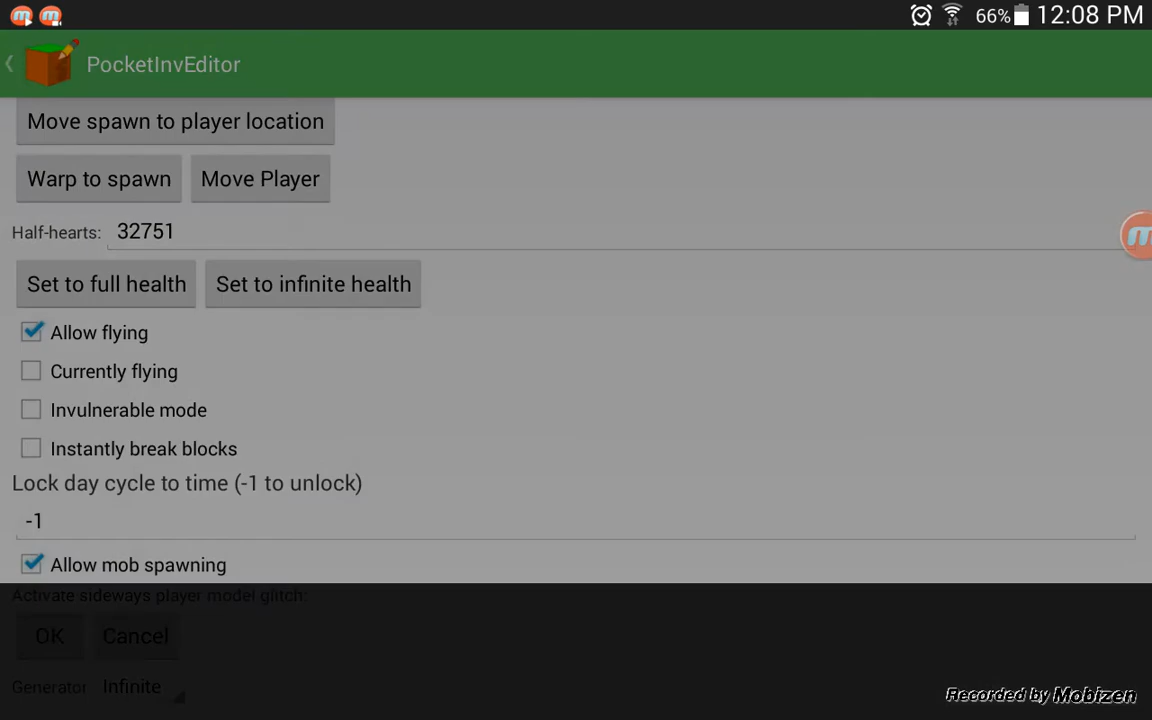 66% 12:08 PM
PocketInvEditor
Move spawn to player location
Warp to spawn Move Player
Half-hearts: 32751
Set to full health Set to infinite health
Allow flying
Currently flying
Invulnerable mode
Instantly break blocks
Lock day cycle to time (-1 to unlock)
-1
Allow mob spawning
Activate sideways player model glitch:
OK Cancel
Generator Infinite
Recorded by Mobizen